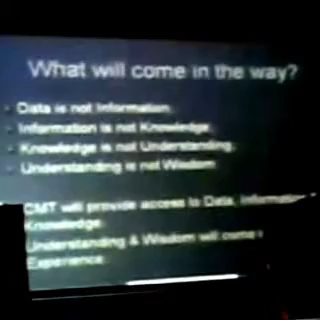 What will come in the way?
Data is not Information.
Information is not Knowledge.
Knowledge is not Understanding.
Understanding is not Wisdom
CMT will provide access to Data, Information
Knowledge.
Understanding & Wisdom will come
Experience.